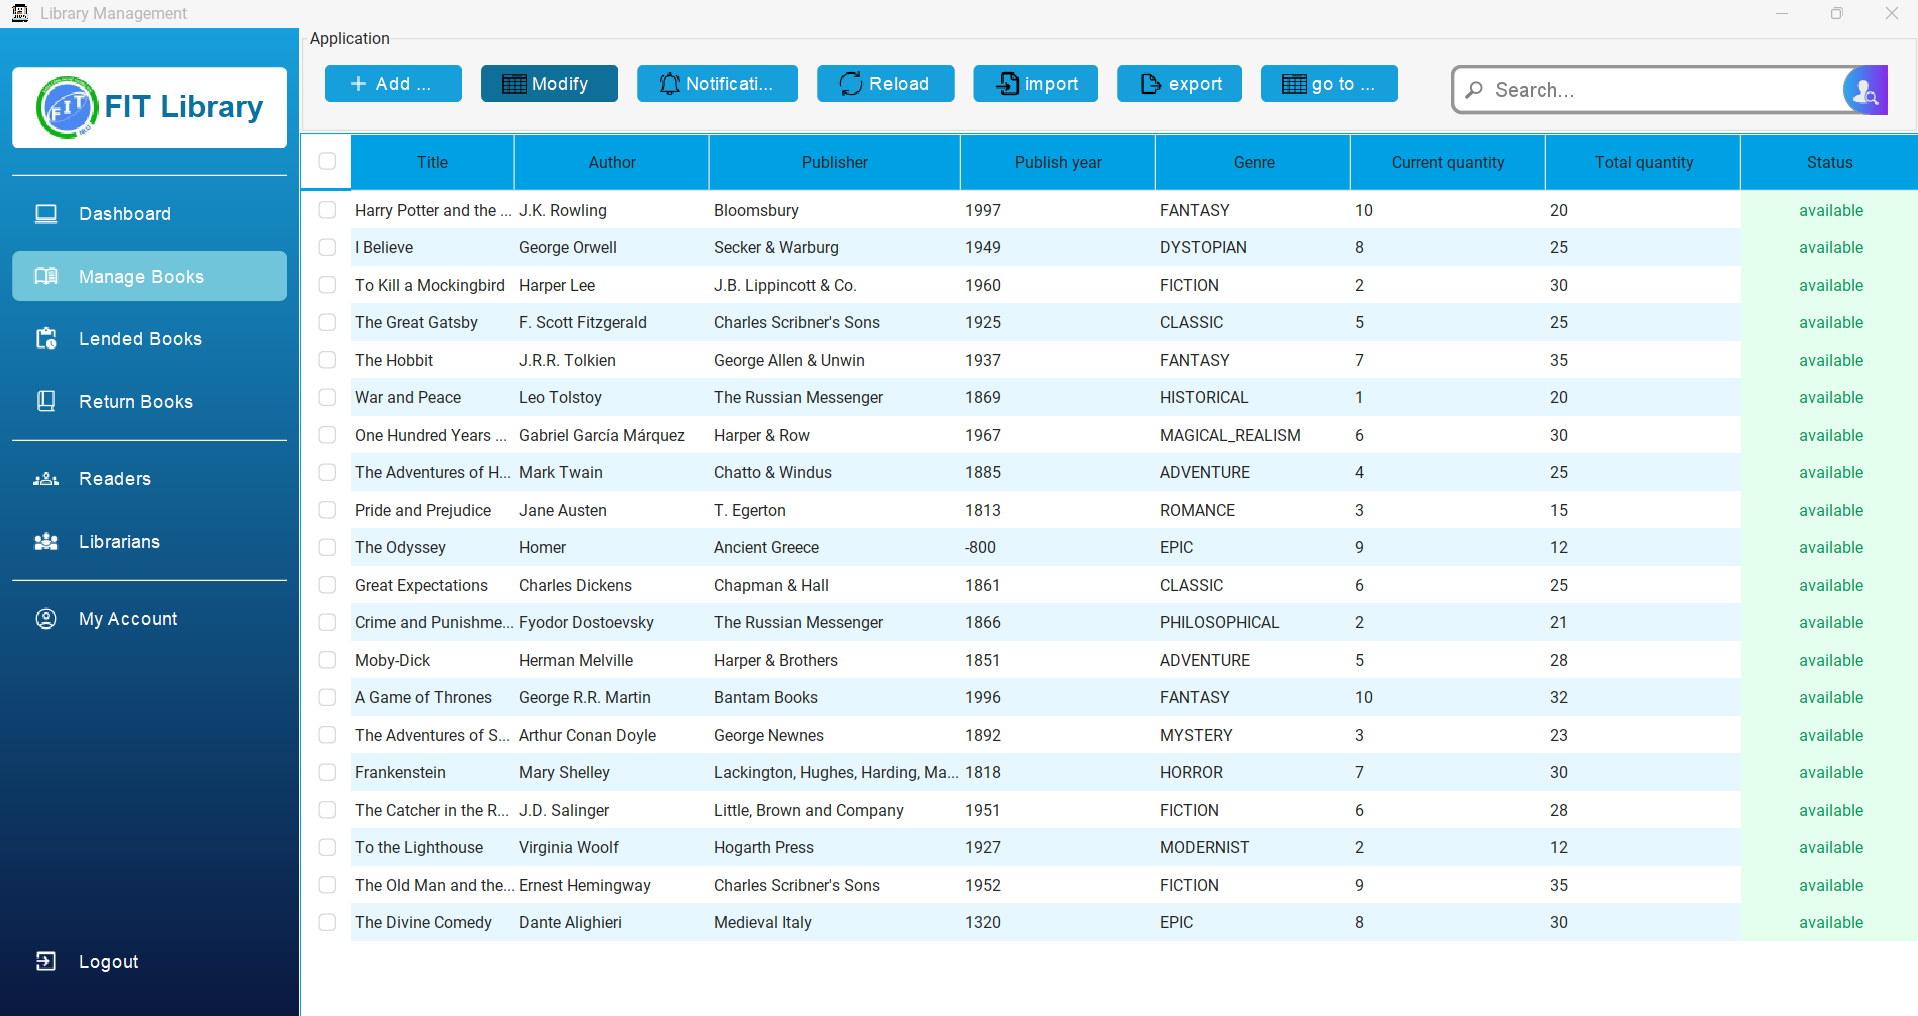 Library Management
FIT
FIT Library
Dashboard
Manage Books
Lended Books
Return Books
Readers
Librarians
My Account
Logout
Application
Add ... Modify Notificati... Reload import export go to ... Search...
Title Author Publisher Publish year Genre Current quantity Total quantity Status
Harry Potter and the ... J.K. Rowling Bloomsbury 1997 FANTASY 10 20 available
I Believe George Orwell Secker & Warburg 1949 DYSTOPIAN 8 25 available
To Kill a Mockingbird Harper Lee J.B. Lippincott & Co. 1960 FICTION 2 30 available
The Great Gatsby F. Scott Fitzgerald Charles Scribner's Sons 1925 CLASSIC 5 25 available
The Hobbit J.R.R. Tolkien George Allen & Unwin 1937 FANTASY 7 35 available
War and Peace Leo Tolstoy The Russian Messenger 1869 HISTORICAL 1 20 available
One Hundred Years ... Gabriel García Márquez Harper & Row 1967 MAGICAL_REALISM 6 30 available
The Adventures of H... Mark Twain Chatto & Windus 1885 ADVENTURE 4 25 available
Pride and Prejudice Jane Austen T. Egerton 1813 ROMANCE 3 15 available
The Odyssey Homer Ancient Greece -800 EPIC 9 12 available
Great Expectations Charles Dickens Chapman & Hall 1861 CLASSIC 6 25 available
Crime and Punishme... Fyodor Dostoevsky The Russian Messenger 1866 PHILOSOPHICAL 2 21 available
Moby-Dick Herman Melville Harper & Brothers 1851 ADVENTURE 5 28 available
A Game of Thrones George R.R. Martin Bantam Books 1996 FANTASY 10 32 available
The Adventures of S... Arthur Conan Doyle George Newnes 1892 MYSTERY 3 23 available
Frankenstein Mary Shelley Lackington, Hughes, Harding, Ma... 1818 HORROR 7 30 available
The Catcher in the R... J.D. Salinger Little, Brown and Company 1951 FICTION 6 28 available
To the Lighthouse Virginia Woolf Hogarth Press 1927 MODERNIST 2 12 available
The Old Man and the... Ernest Hemingway Charles Scribner's Sons 1952 FICTION 9 35 available
The Divine Comedy Dante Alighieri Medieval Italy 1320 EPIC 8 30 available